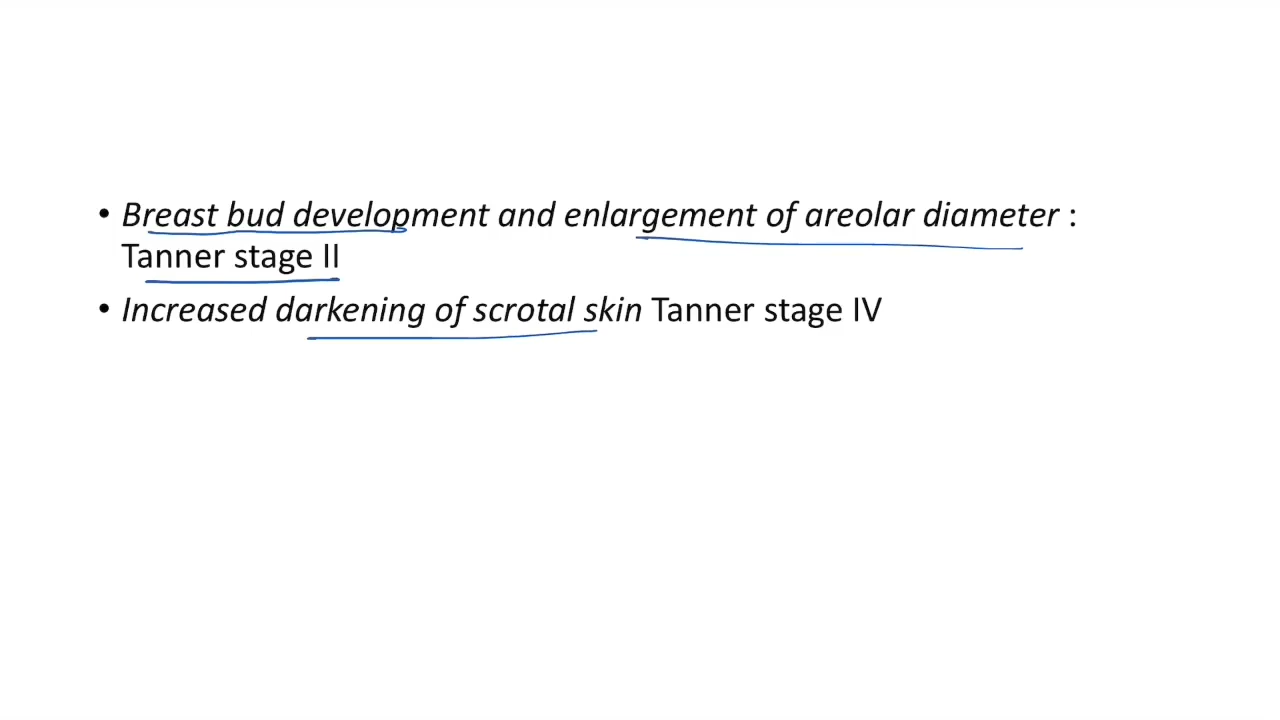 • Breast bud development and enlargement of areolar diameter :
Tanner stage II
• Increased darkening of scrotal skin Tanner stage IV